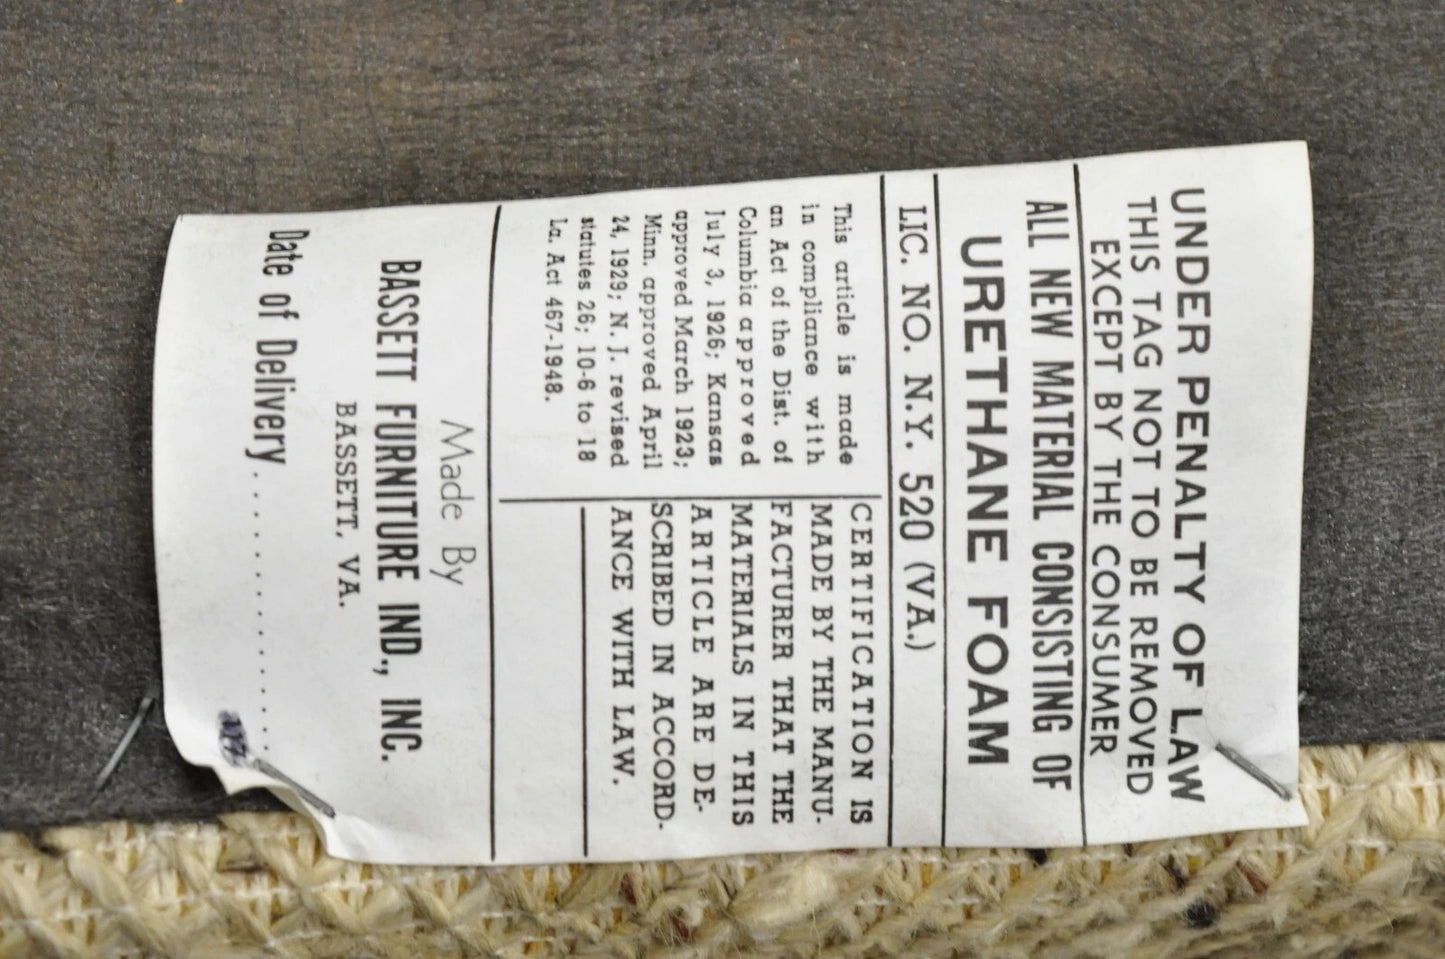 UNDER PENALTY OF LAW
THIS TAG NOT TO BE REMOVED
EXCEPT BY THE CONSUMER
ALL NEW MATERIAL CONSISTING OF
URETHANE FOAM
LIC. NO. N.Y. 520 (VA.)
This article is made
in compliance with
an Act of the Dist. of
Columbia approved
July 3, 1926; Kansas
approved March 1923;
Minn. approved April
24, 1929; N. J. revised
statutes 26; 10-6 to 18
La. Act 467-1948.
CERTIFICATION IS
MADE BY THE MANU-
FACTURER THAT THE
MATERIALS IN THIS
ARTICLE ARE DE-
SCRIBED IN ACCORD-
ANCE WITH LAW.
Made By
BASSETT FURNITURE IND., INC.
BASSETT, VA.
Date of Delivery